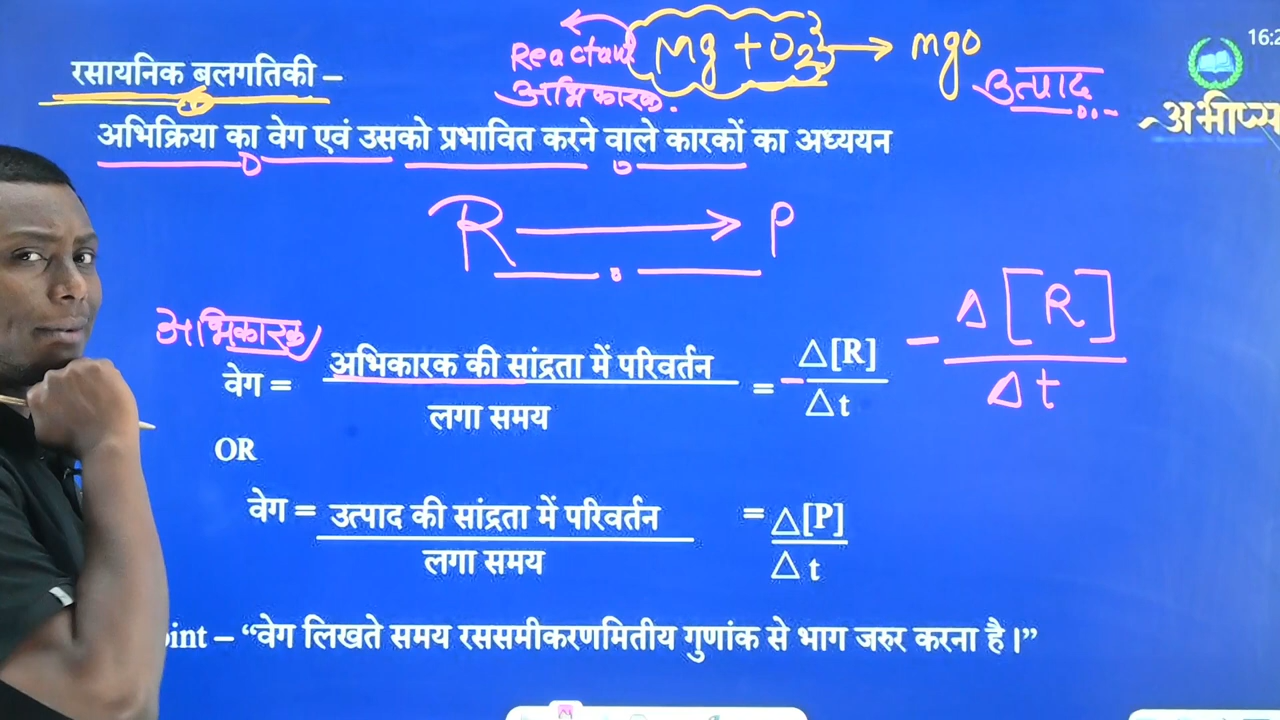 Reactant
Mg + O2 → mgo
अभिकारक.
उत्पाद
16:2
अभीप्स
रसायनिक बलगतिकी –
अभिक्रिया का वेग एवं उसको प्रभावित करने वाले कारकों का अध्ययन
R → P
अभिकारक
वेग = अभिकारक की सांद्रता में परिवर्तन / लगा समय = - △[R] / △t
- Δ[R] / Δt
OR
वेग = उत्पाद की सांद्रता में परिवर्तन / लगा समय = △[P] / △t
oint – “वेग लिखते समय रससमीकरणमितीय गुणांक से भाग जरुर करना है।”